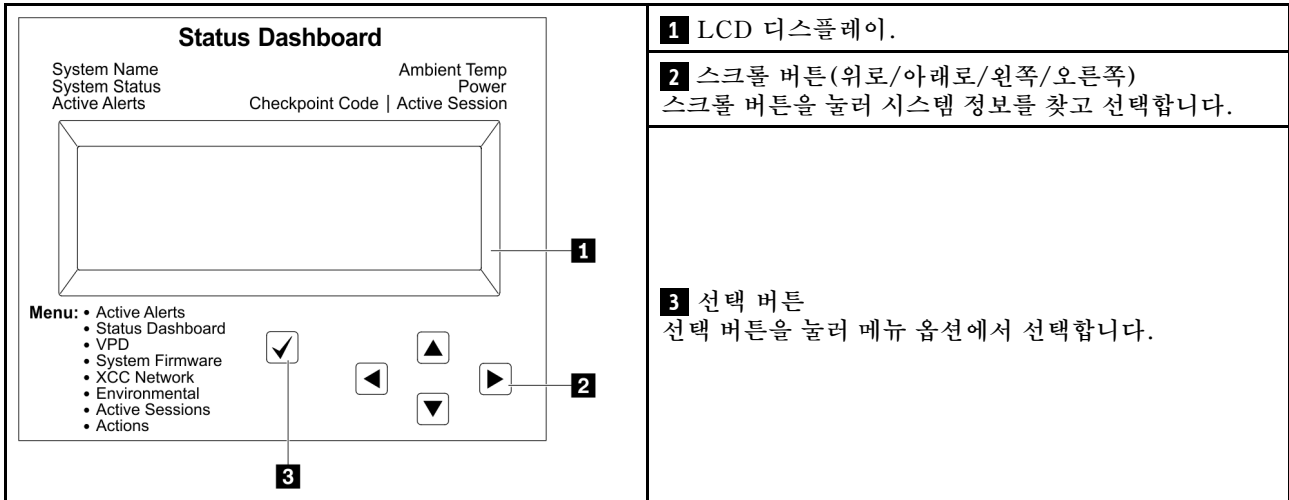 Status Dashboard
System Name
System Status
Active Alerts
Ambient Temp
Power
Checkpoint Code | Active Session
1
Menu: • Active Alerts
• Status Dashboard
• VPD
• System Firmware
• XCC Network
• Environmental
• Active Sessions
• Actions
2
3
1 LCD 디스플레이.
2 스크롤 버튼(위로/아래로/왼쪽/오른쪽)
스크롤 버튼을 눌러 시스템 정보를 찾고 선택합니다.
3 선택 버튼
선택 버튼을 눌러 메뉴 옵션에서 선택합니다.